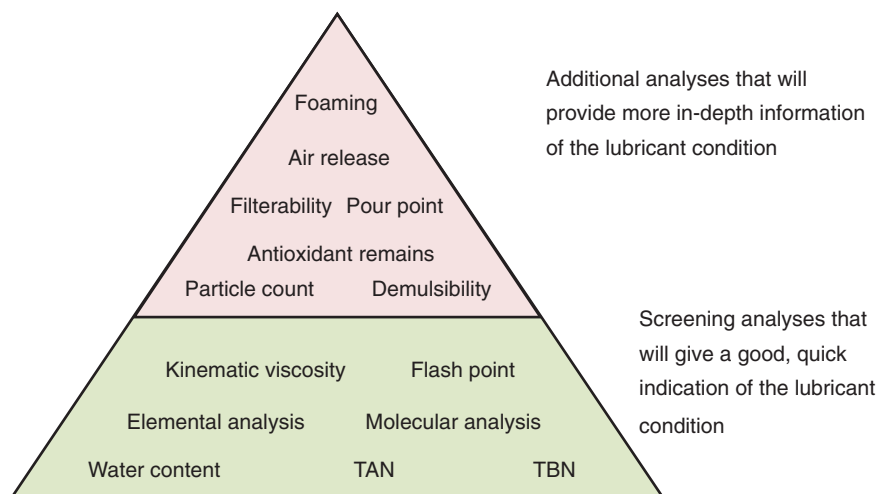 Foaming
Air release
Filterability Pour point
Antioxidant remains
Particle count Demulsibility
Additional analyses that will
provide more in-depth information
of the lubricant condition
Kinematic viscosity Flash point
Elemental analysis Molecular analysis
Water content TAN TBN
Screening analyses that
will give a good, quick
indication of the lubricant
condition